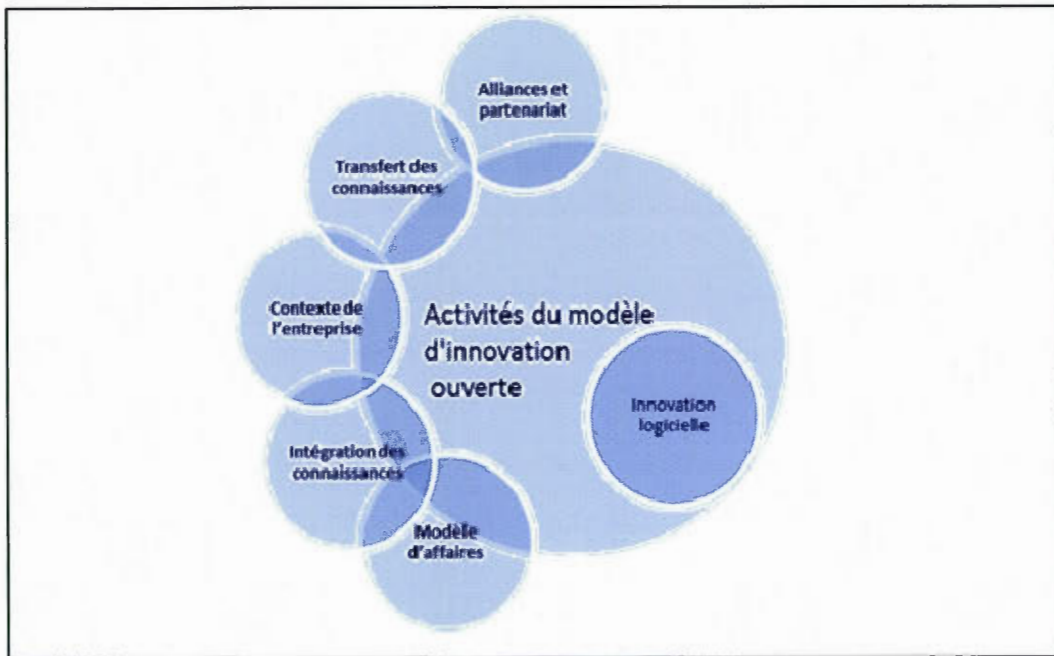 Alliances et
partenariat
Transfert des
connaissances
Contexte de
l'entreprise
Activités du modèle
d'innovation
ouverte
Innovation
logicielle
Intégration des
connaissances
Modèle
d'affaires